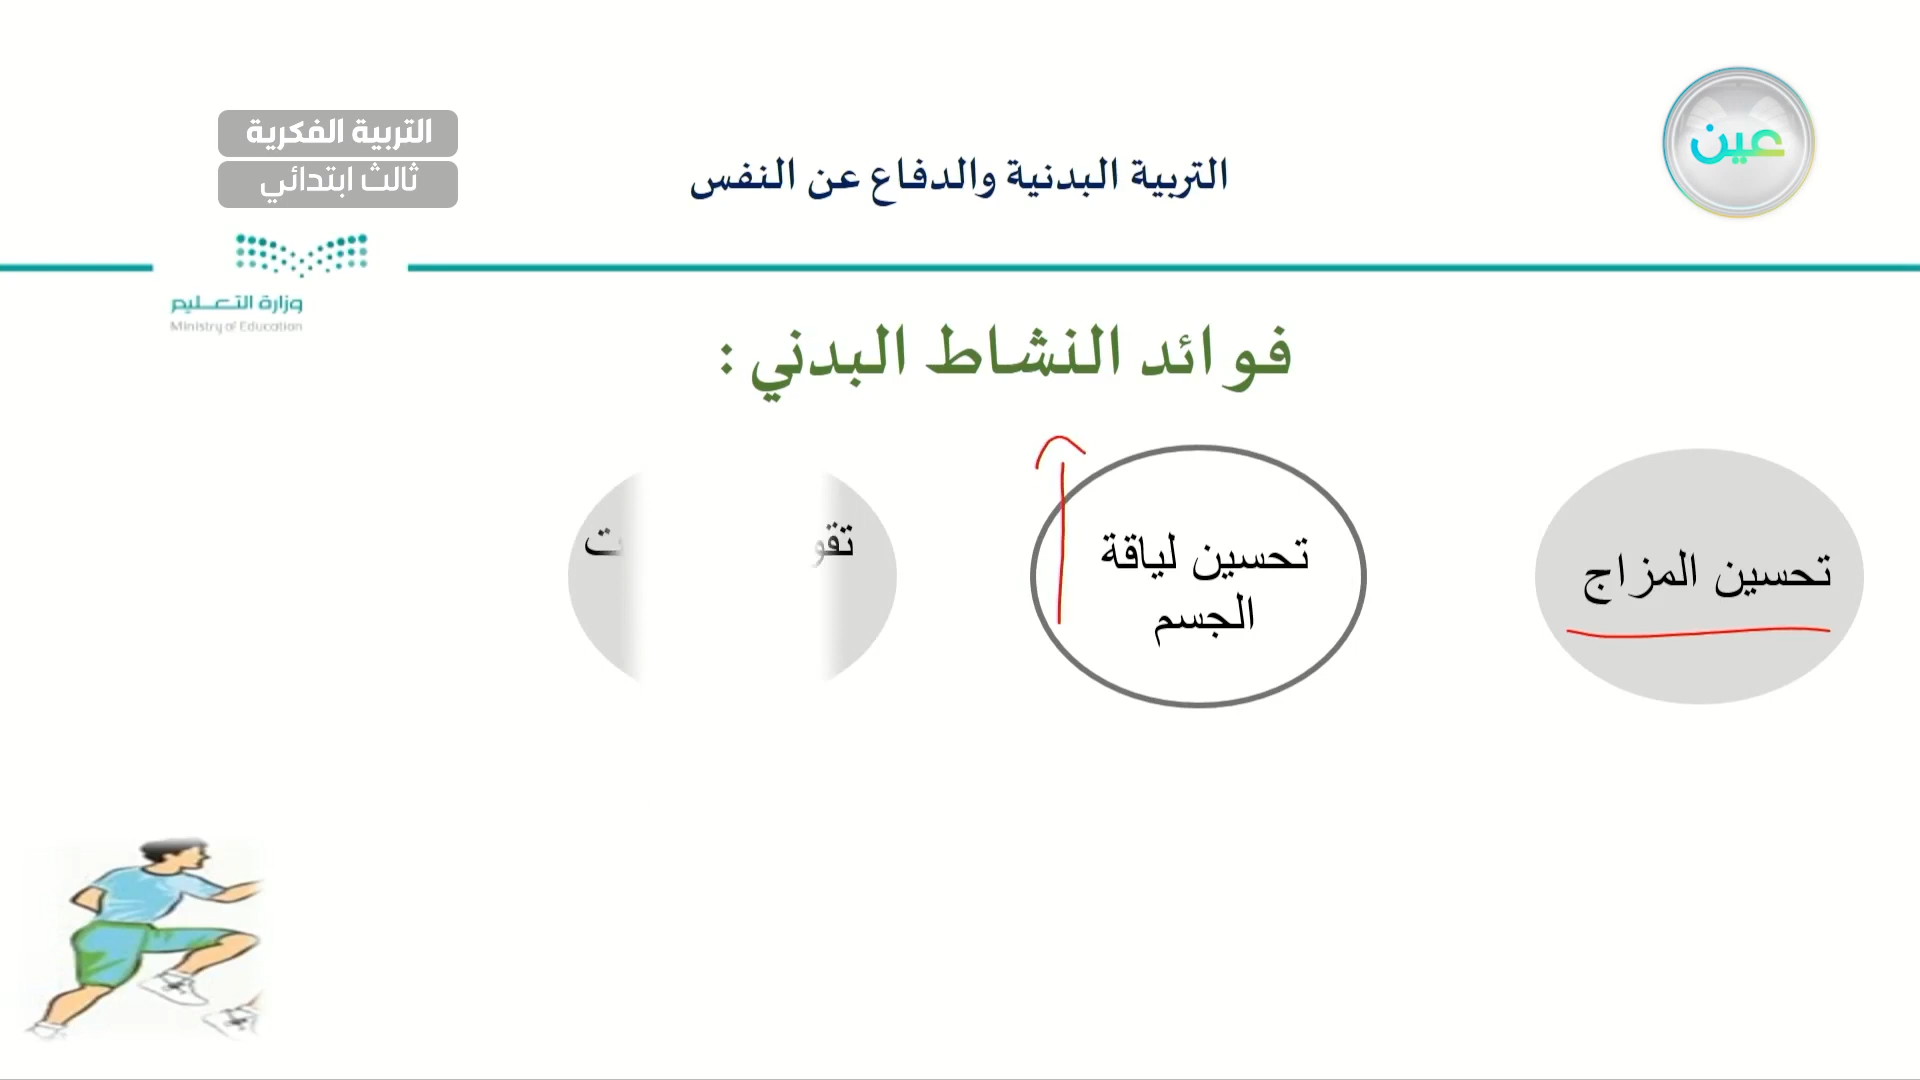 التربية الفكرية
ثالث ابتدائي
عين
التربية البدنية والدفاع عن النفس
وزارة التعليم
Ministry of Education
فوائد النشاط البدني :
تحسين المزاج
تحسين لياقة
الجسم